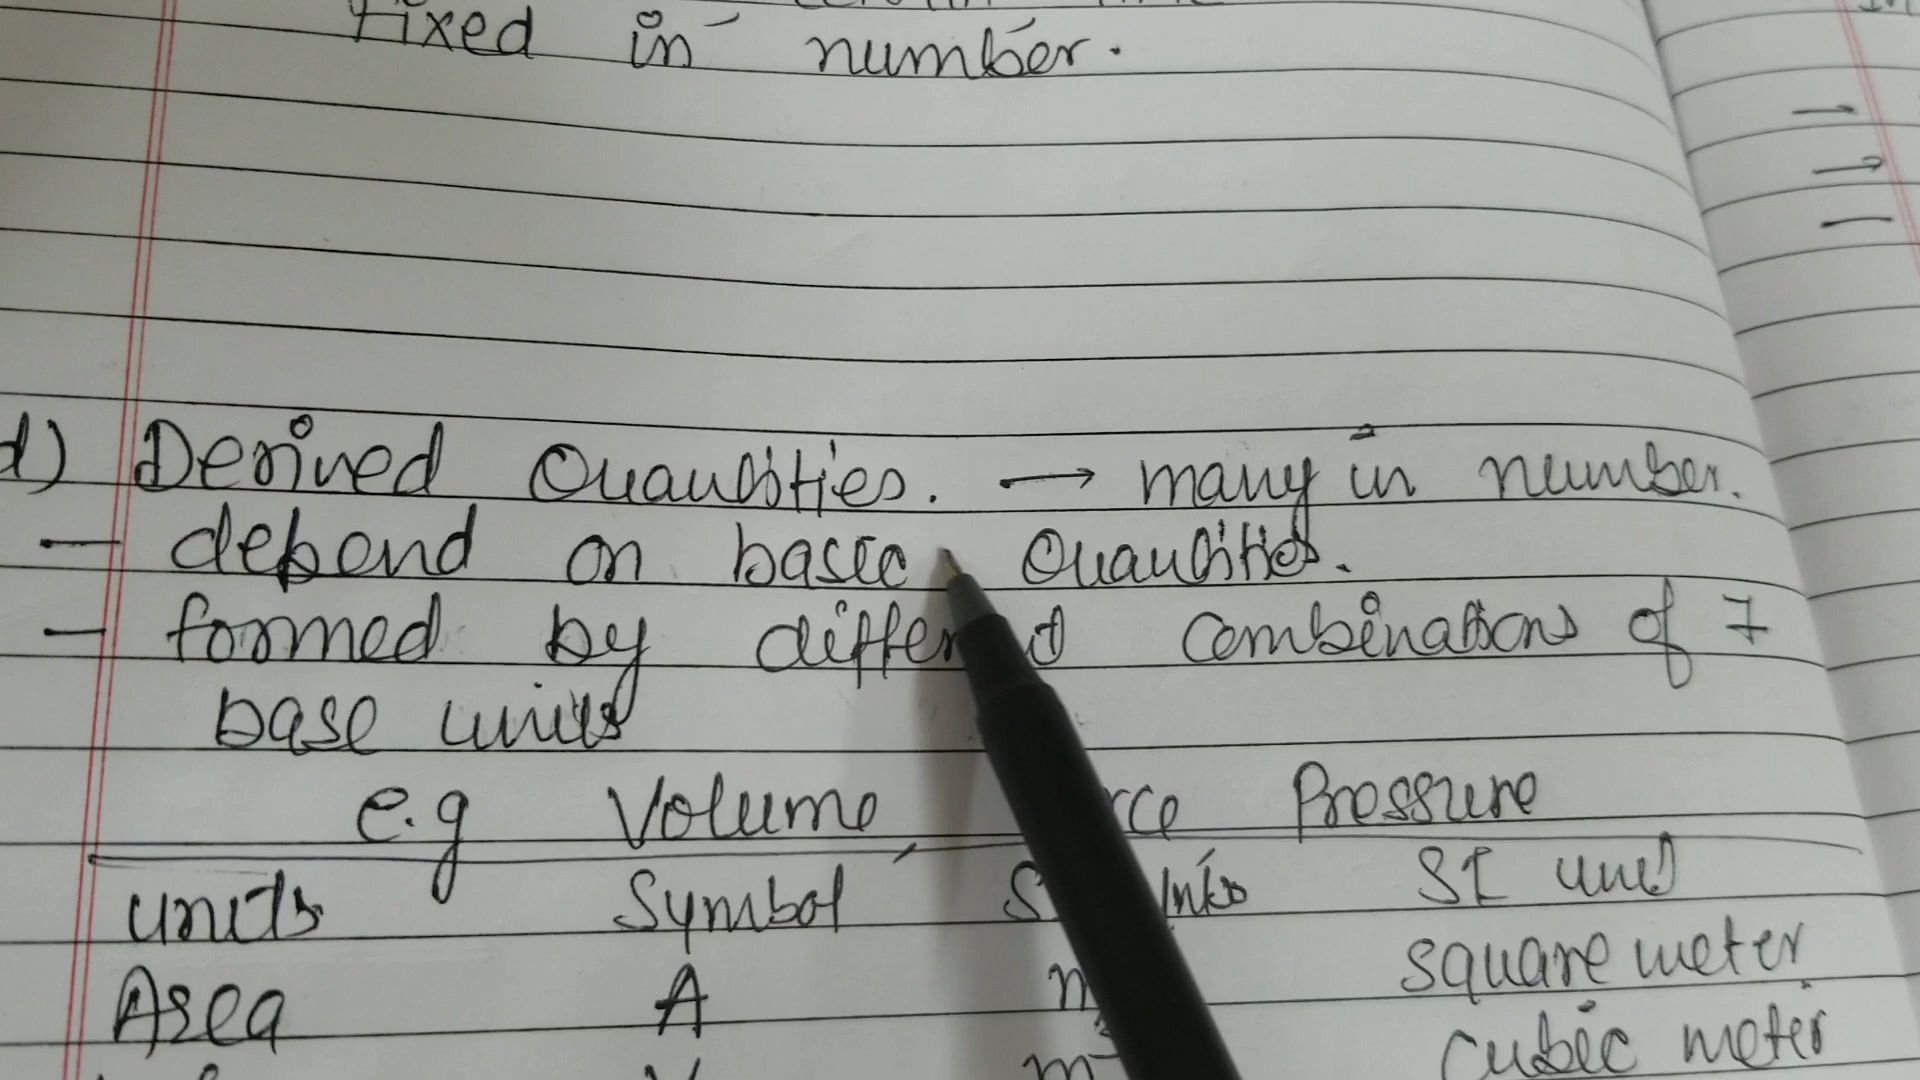 fixed in number.
d) Derived Quantities. → many in number.
- depend on basic Quantities.
- formed by different combinations of 7
base units
e.g Volume Pressure
units Symbol SI unit
Area A square meter
cubic meter